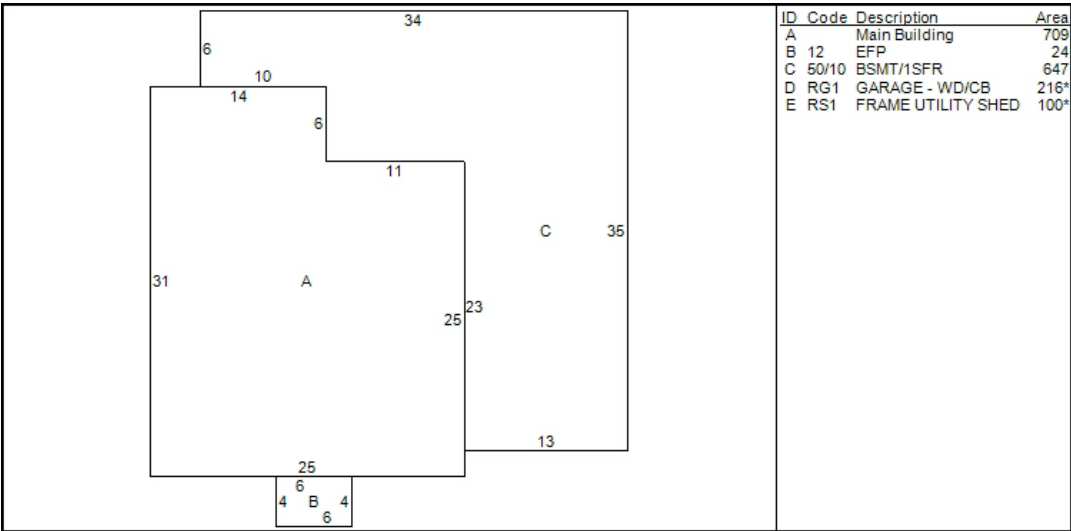 34
6
10
14
6
11
C
35
31
A
23
25
13
25
6
4 B 4
6
ID Code Description Area
A Main Building 709
B 12 EFP 24
C 50/10 BSMT/1SFR 647
D RG1 GARAGE - WD/CB 216*
E RS1 FRAME UTILITY SHED 100*